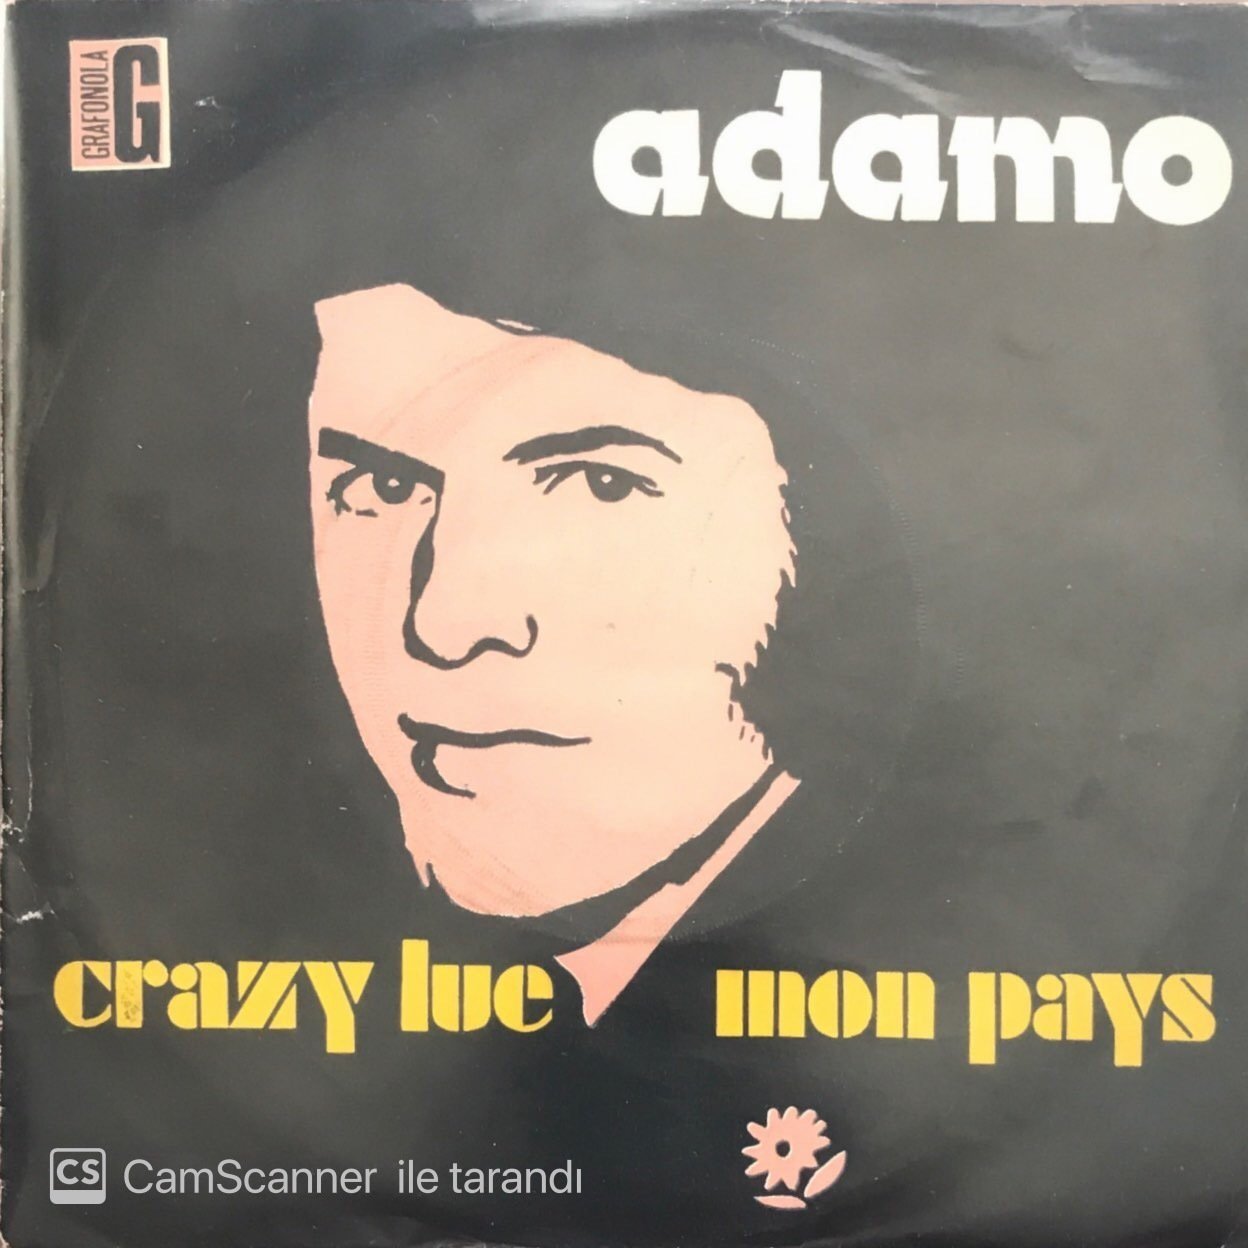 GRAFONOLA
G
adamo
crazy lue
mon pays
CS CamScanner ile tarandı